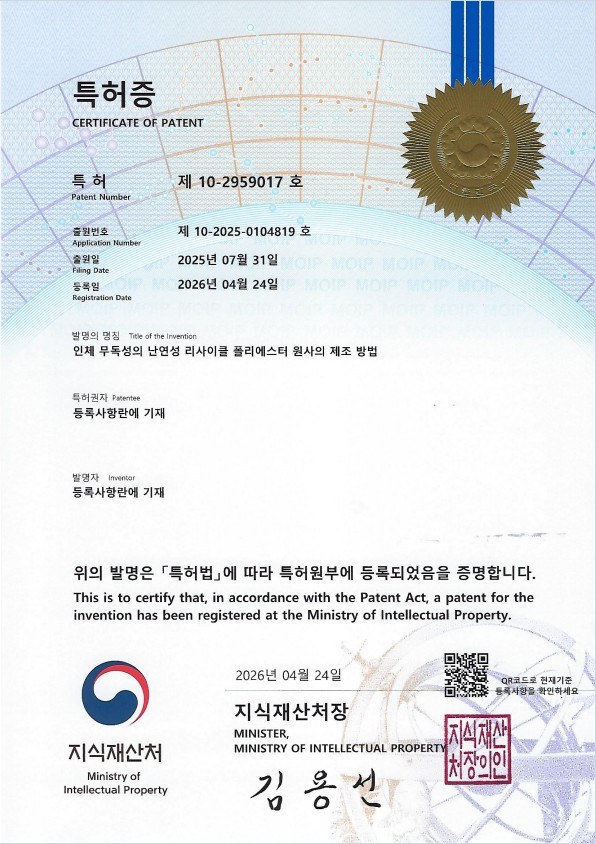 특허증
CERTIFICATE OF PATENT
특 허
Patent Number
제 10-2959017 호
출원번호
Application Number
제 10-2025-0104819 호
출원일
Filing Date
2025년 07월 31일
등록일
Registration Date
2026년 04월 24일
발명의 명칭 Title of the Invention
인체 무독성의 난연성 리사이클 폴리에스터 원사의 제조 방법
특허권자 Patentee
등록사항란에 기재
발명자 Inventor
등록사항란에 기재
위의 발명은 「특허법」에 따라 특허원부에 등록되었음을 증명합니다.
This is to certify that, in accordance with the Patent Act, a patent for the
invention has been registered at the Ministry of Intellectual Property.
2026년 04월 24일
QR코드로 현재기준
등록사항을 확인하세요
지식재산처장
MINISTER,
MINISTRY OF INTELLECTUAL PROPERTY
김용선
지식재산
처장의인
지식재산처
Ministry of
Intellectual Property
MOIP MOIP MOIP MOIP